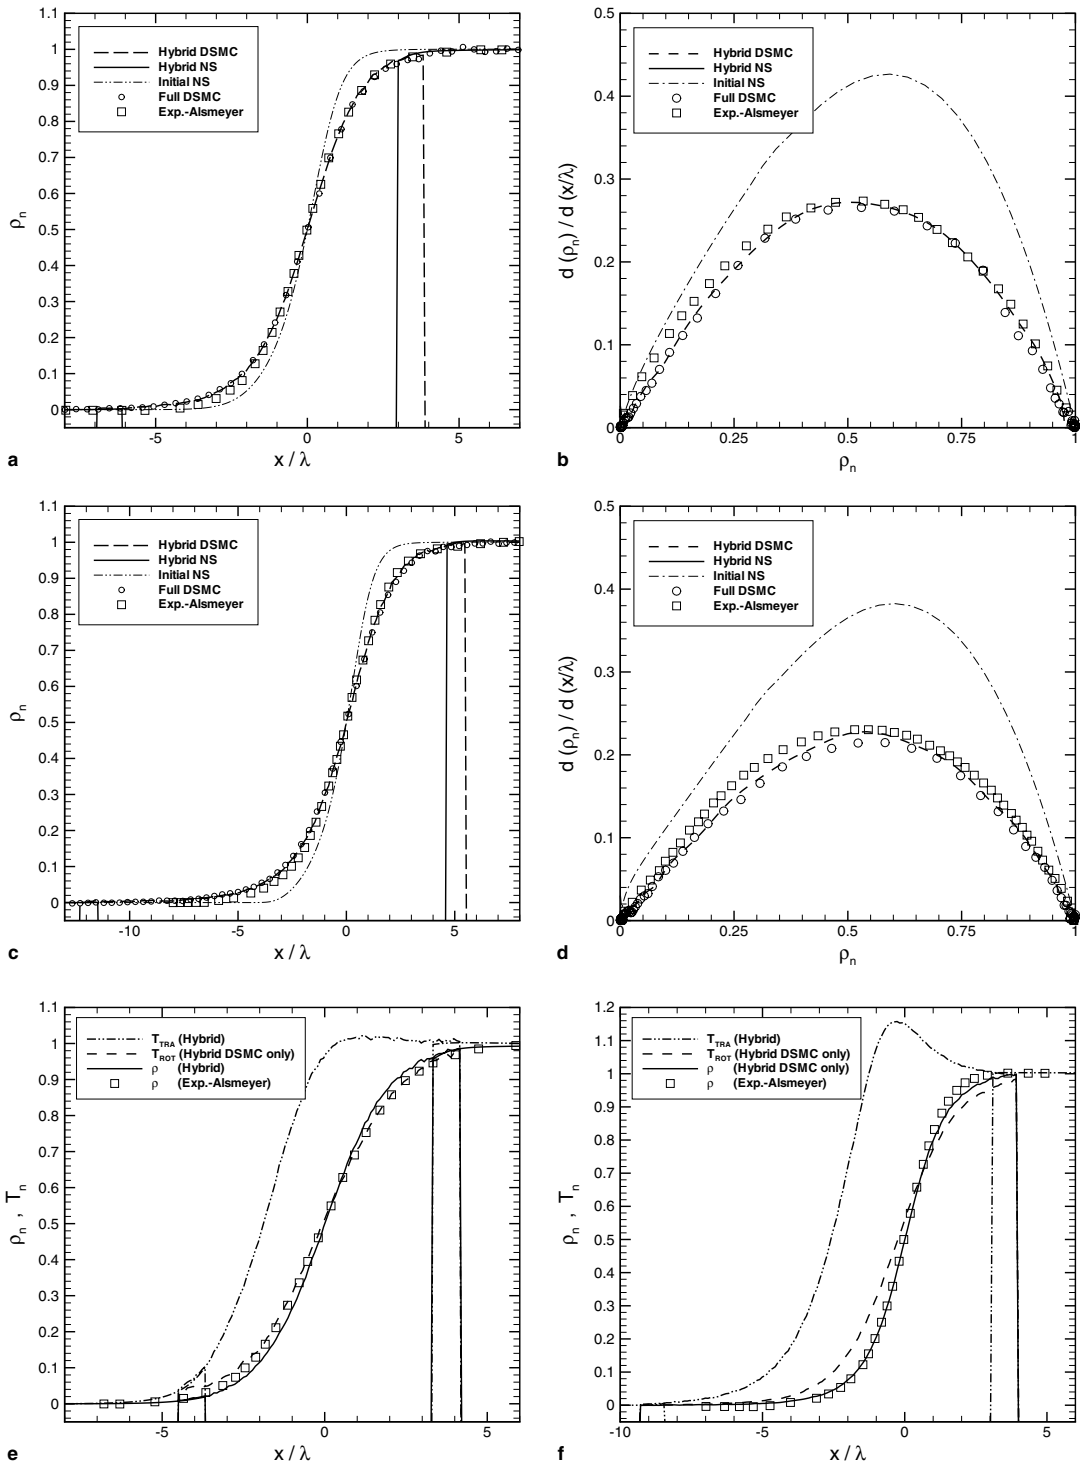 1.1
1
0.9
0.8
0.7
0.6
0.5
0.4
0.3
0.2
0.1
0
ρn
Hybrid DSMC
Hybrid NS
Initial NS
Full DSMC
Exp.-Alsmeyer
-5
0
5
x / λ
a
0.5
0.4
0.3
0.2
0.1
0
d (ρn) / d (x/λ)
Hybrid DSMC
Hybrid NS
Initial NS
Full DSMC
Exp.-Alsmeyer
0
0.25
0.5
0.75
1
ρn
b
1.1
1
0.9
0.8
0.7
0.6
0.5
0.4
0.3
0.2
0.1
0
ρn
Hybrid DSMC
Hybrid NS
Initial NS
Full DSMC
Exp.-Alsmeyer
-10
-5
0
5
x / λ
c
0.5
0.4
0.3
0.2
0.1
0
d (ρn) / d (x/λ)
Hybrid DSMC
Hybrid NS
Initial NS
Full DSMC
Exp.-Alsmeyer
0
0.25
0.5
0.75
1
ρn
d
1.1
1
0.9
0.8
0.7
0.6
0.5
0.4
0.3
0.2
0.1
0
ρn , Tn
TTRA (Hybrid)
TROT (Hybrid DSMC only)
ρ (Hybrid)
ρ (Exp.-Alsmeyer)
-5
0
5
x / λ
e
1.2
1.1
1
0.9
0.8
0.7
0.6
0.5
0.4
0.3
0.2
0.1
0
ρn , Tn
TTRA (Hybrid)
TROT (Hybrid DSMC only)
ρ (Hybrid DSMC only)
ρ (Exp.-Alsmeyer)
-10
-5
0
5
x / λ
f